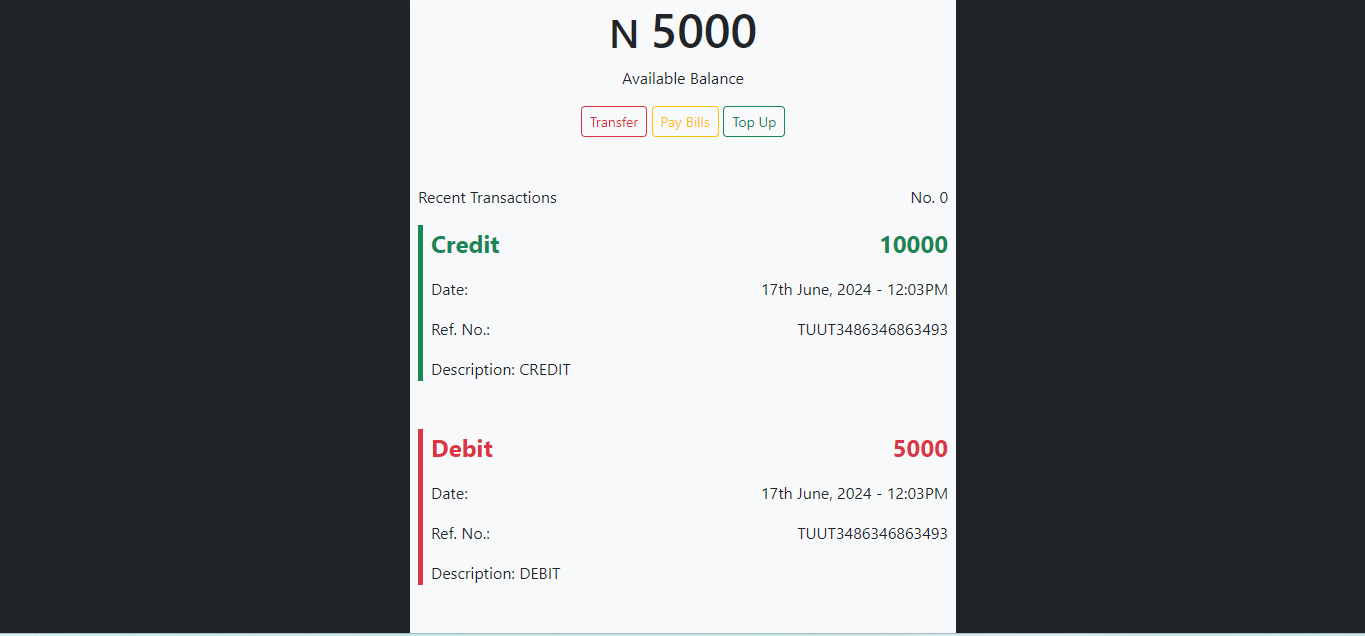 N 5000
Available Balance
Transfer Pay Bills Top Up
Recent Transactions No. 0
Credit 10000
Date: 17th June, 2024 - 12:03PM
Ref. No.: TUUT3486346863493
Description: CREDIT
Debit 5000
Date: 17th June, 2024 - 12:03PM
Ref. No.: TUUT3486346863493
Description: DEBIT